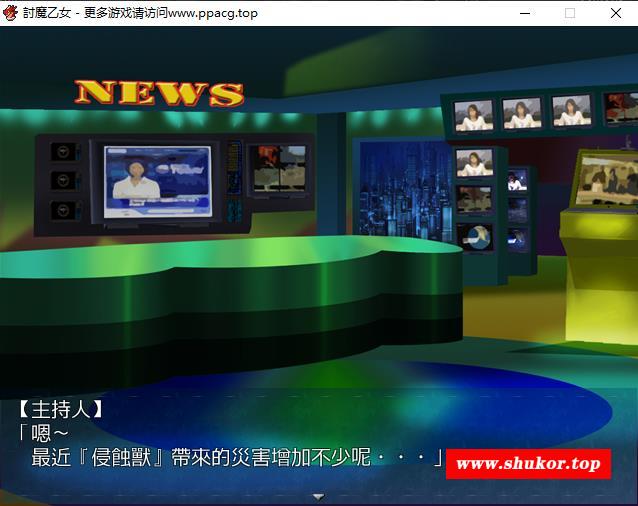 討魔乙女 - 更多游戏请访问www.ppacg.top
NEWS
【主持人】
「嗯～
最近『侵蝕獸』帶來的災害增加不少呢・・・」
www.shukor.top